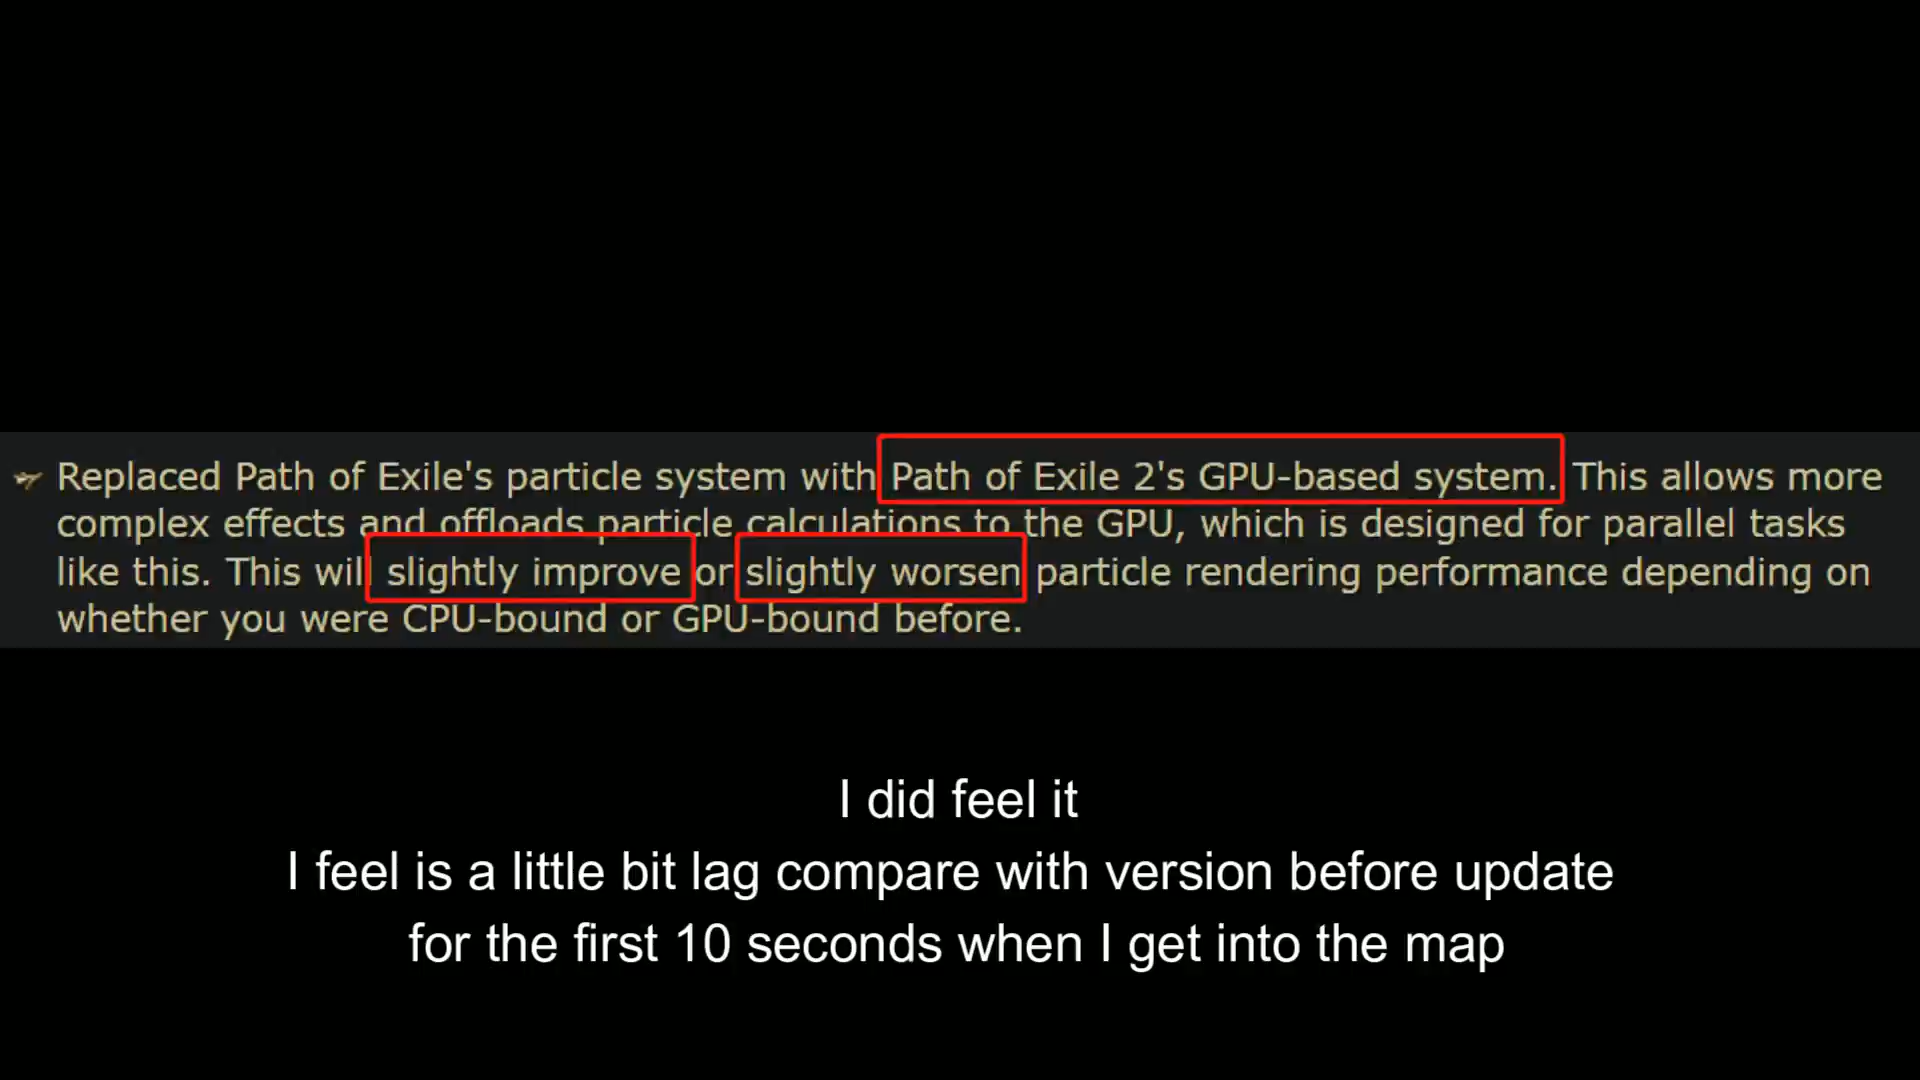 Replaced Path of Exile's particle system with Path of Exile 2's GPU-based system. This allows more
complex effects and offloads particle calculations to the GPU, which is designed for parallel tasks
like this. This will slightly improve or slightly worsen particle rendering performance depending on
whether you were CPU-bound or GPU-bound before.
I did feel it
I feel is a little bit lag compare with version before update
for the first 10 seconds when I get into the map